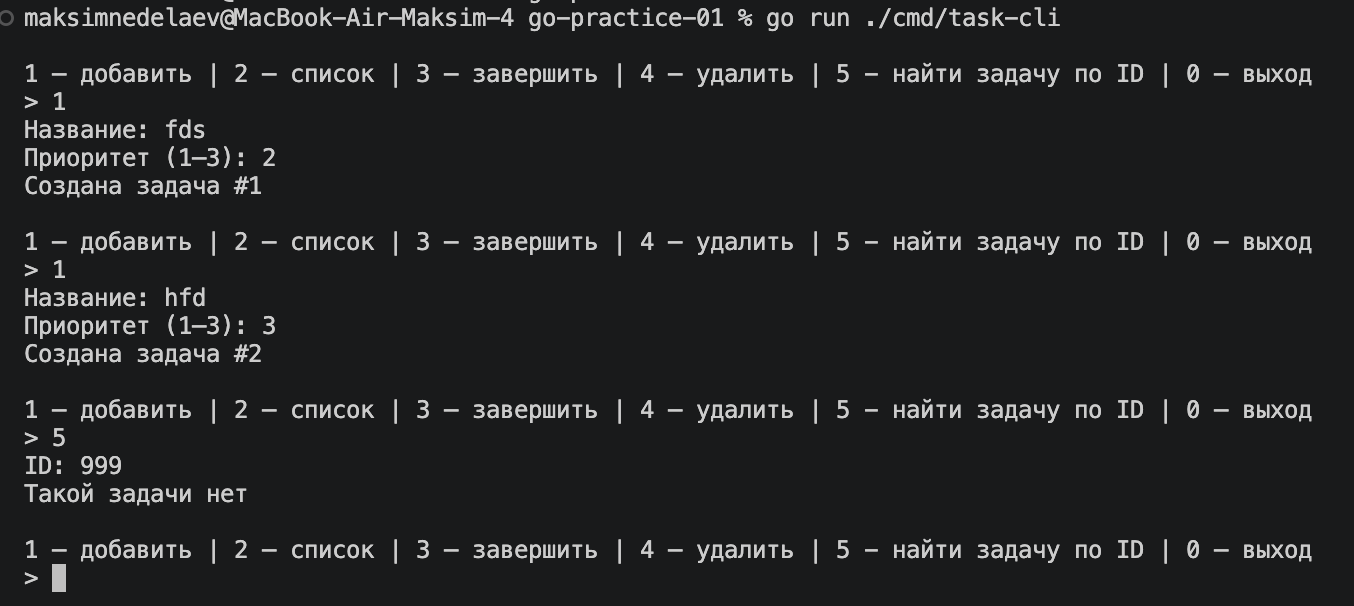 maksimnedelaev@MacBook-Air-Maksim-4 go-practice-01 % go run ./cmd/task-cli
1 — добавить | 2 — список | 3 — завершить | 4 — удалить | 5 - найти задачу по ID | 0 — выход
> 1
Название: fds
Приоритет (1–3): 2
Создана задача #1
1 — добавить | 2 — список | 3 — завершить | 4 — удалить | 5 - найти задачу по ID | 0 — выход
> 1
Название: hfd
Приоритет (1–3): 3
Создана задача #2
1 — добавить | 2 — список | 3 — завершить | 4 — удалить | 5 - найти задачу по ID | 0 — выход
> 5
ID: 999
Такой задачи нет
1 — добавить | 2 — список | 3 — завершить | 4 — удалить | 5 - найти задачу по ID | 0 — выход
>